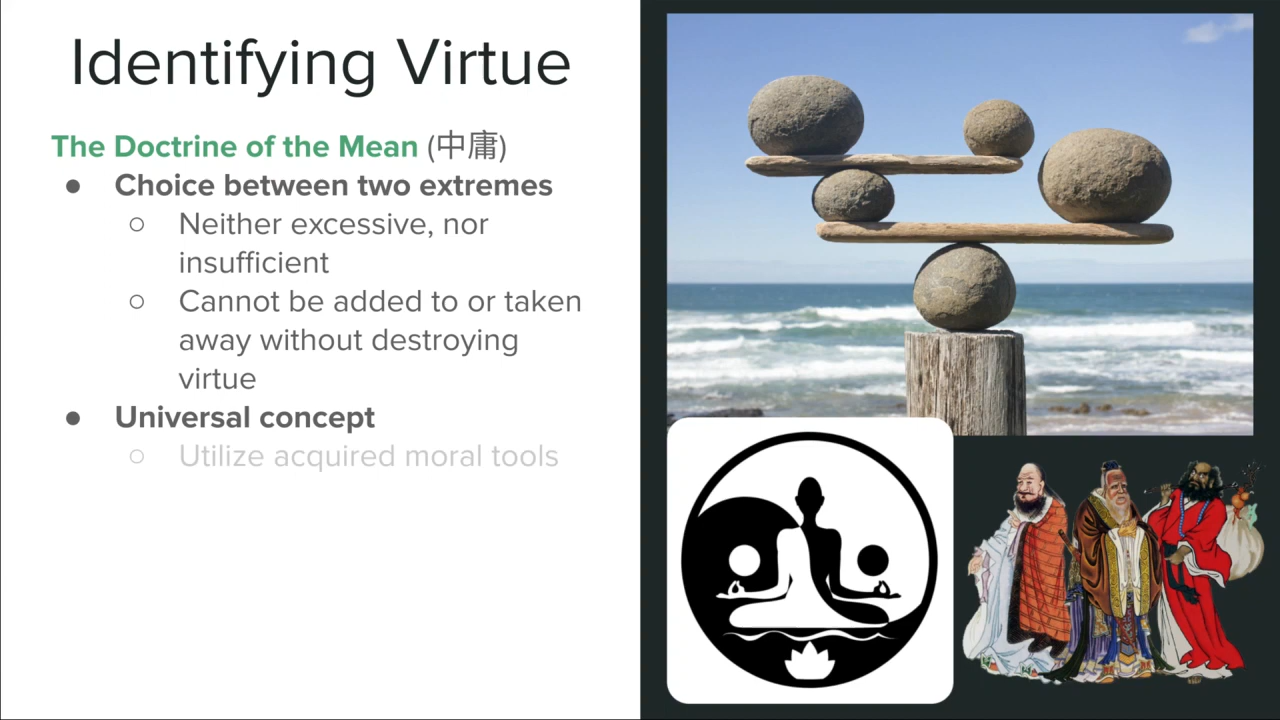 Identifying Virtue
The Doctrine of the Mean (中庸)
● Choice between two extremes
○ Neither excessive, nor
insufficient
○ Cannot be added to or taken
away without destroying
virtue
● Universal concept
○ Utilize acquired moral tools